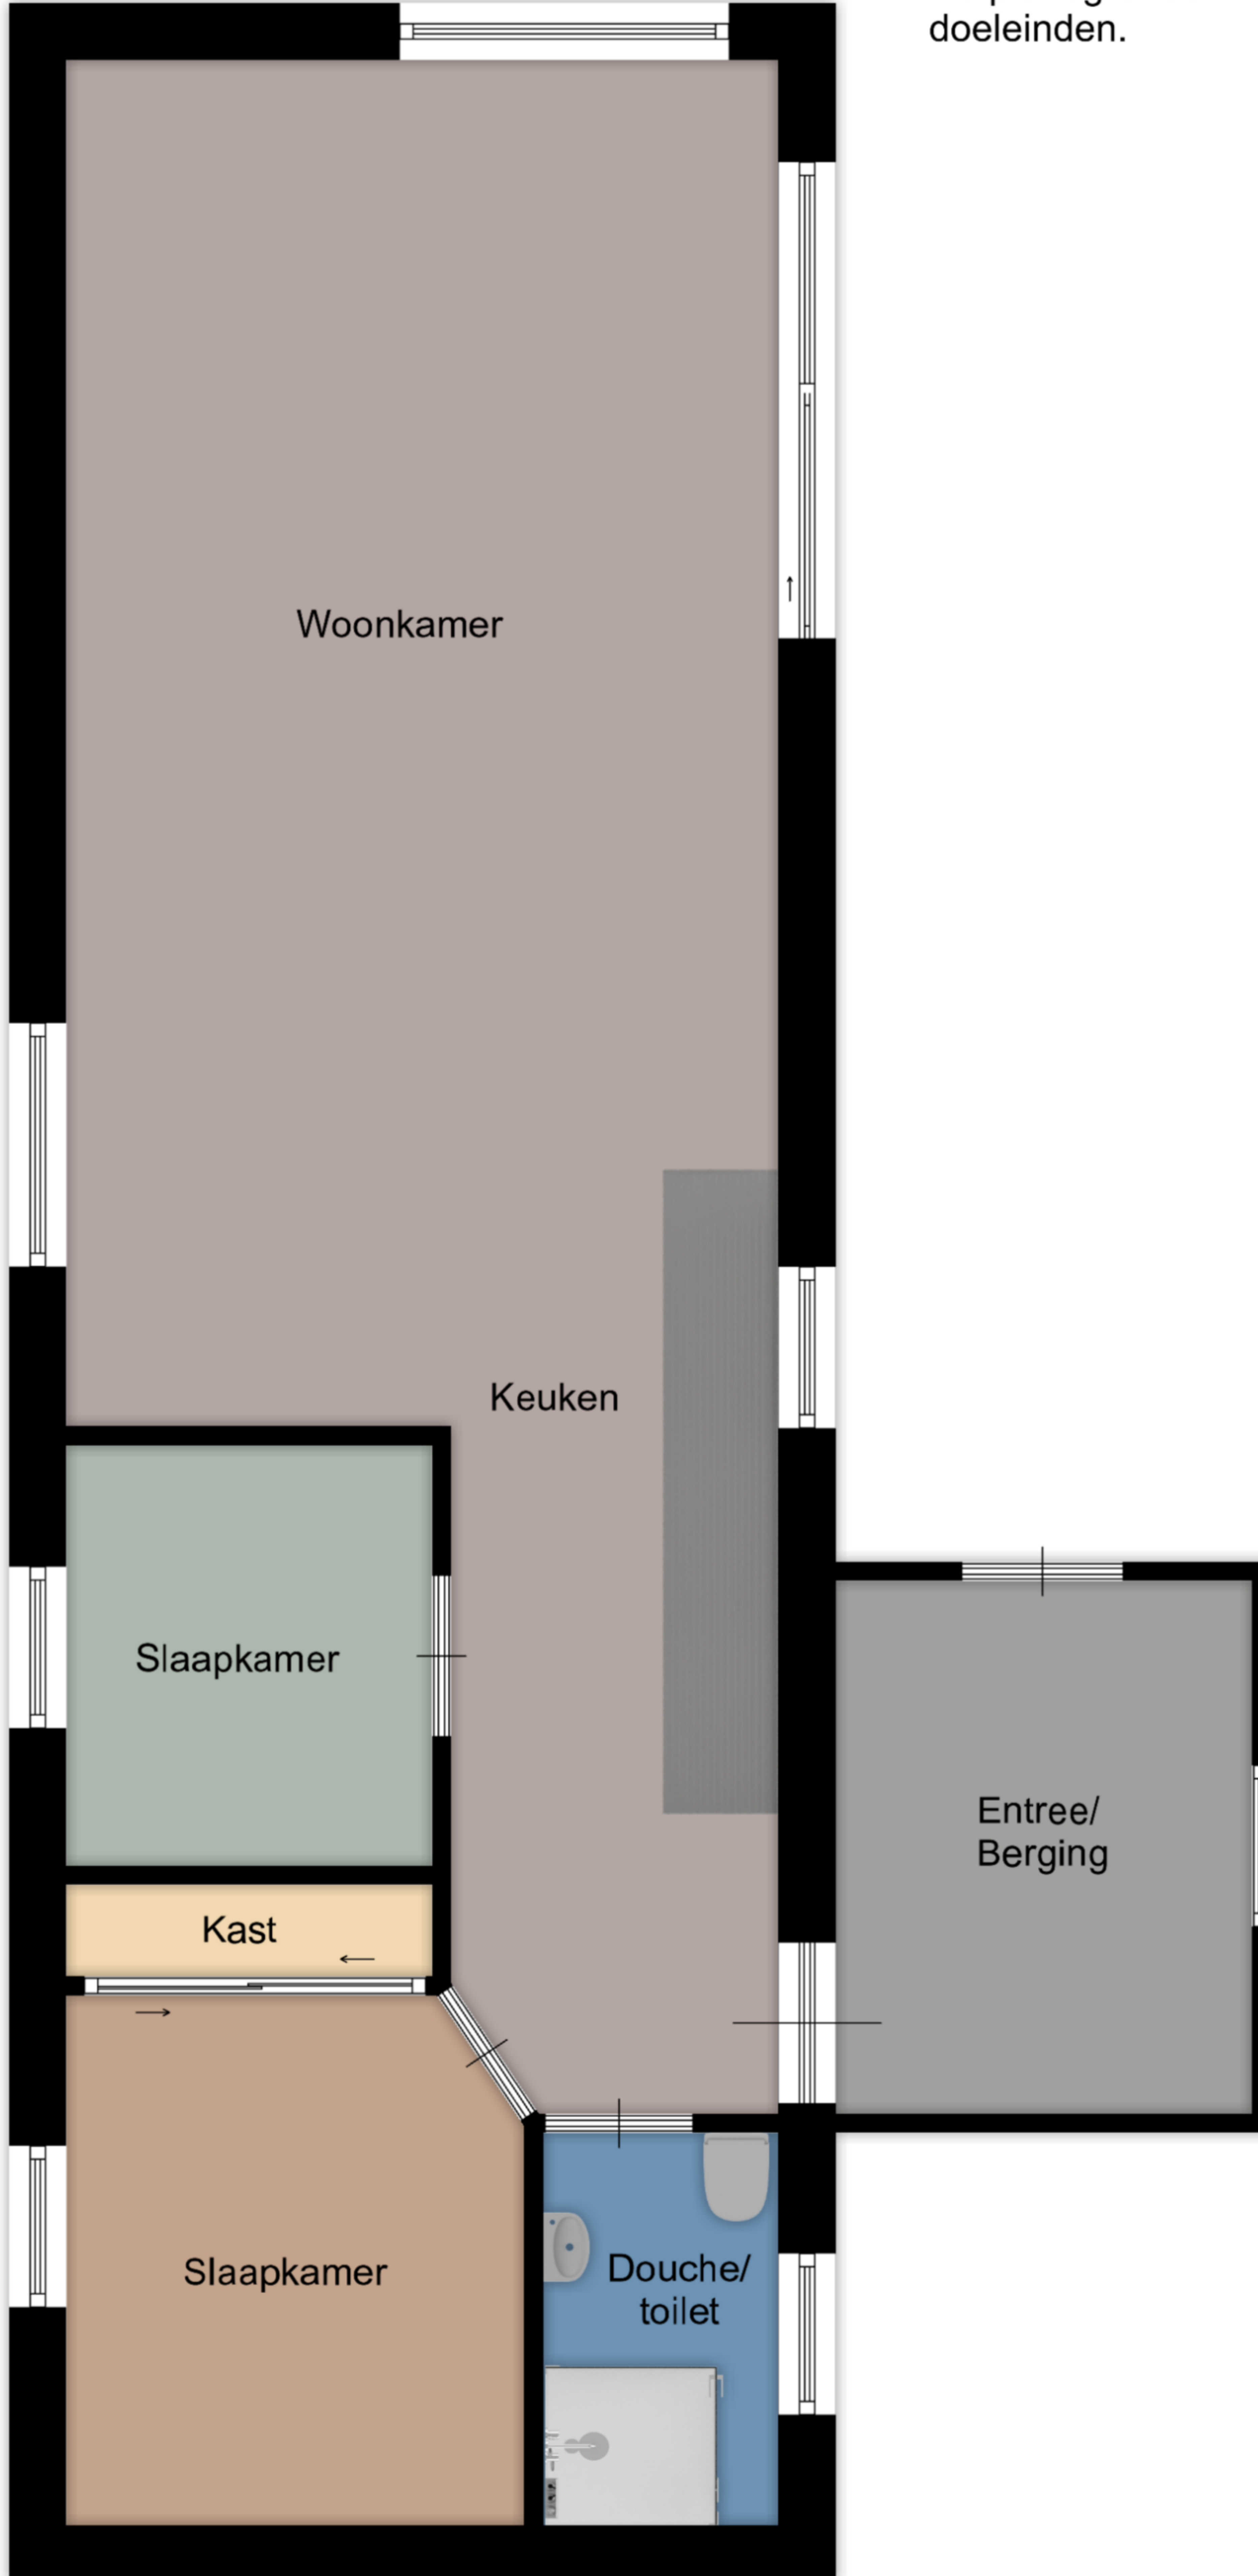 doeleinden.
Woonkamer
Keuken
Slaapkamer
Entree/
Berging
Kast
Slaapkamer
Douche/
toilet